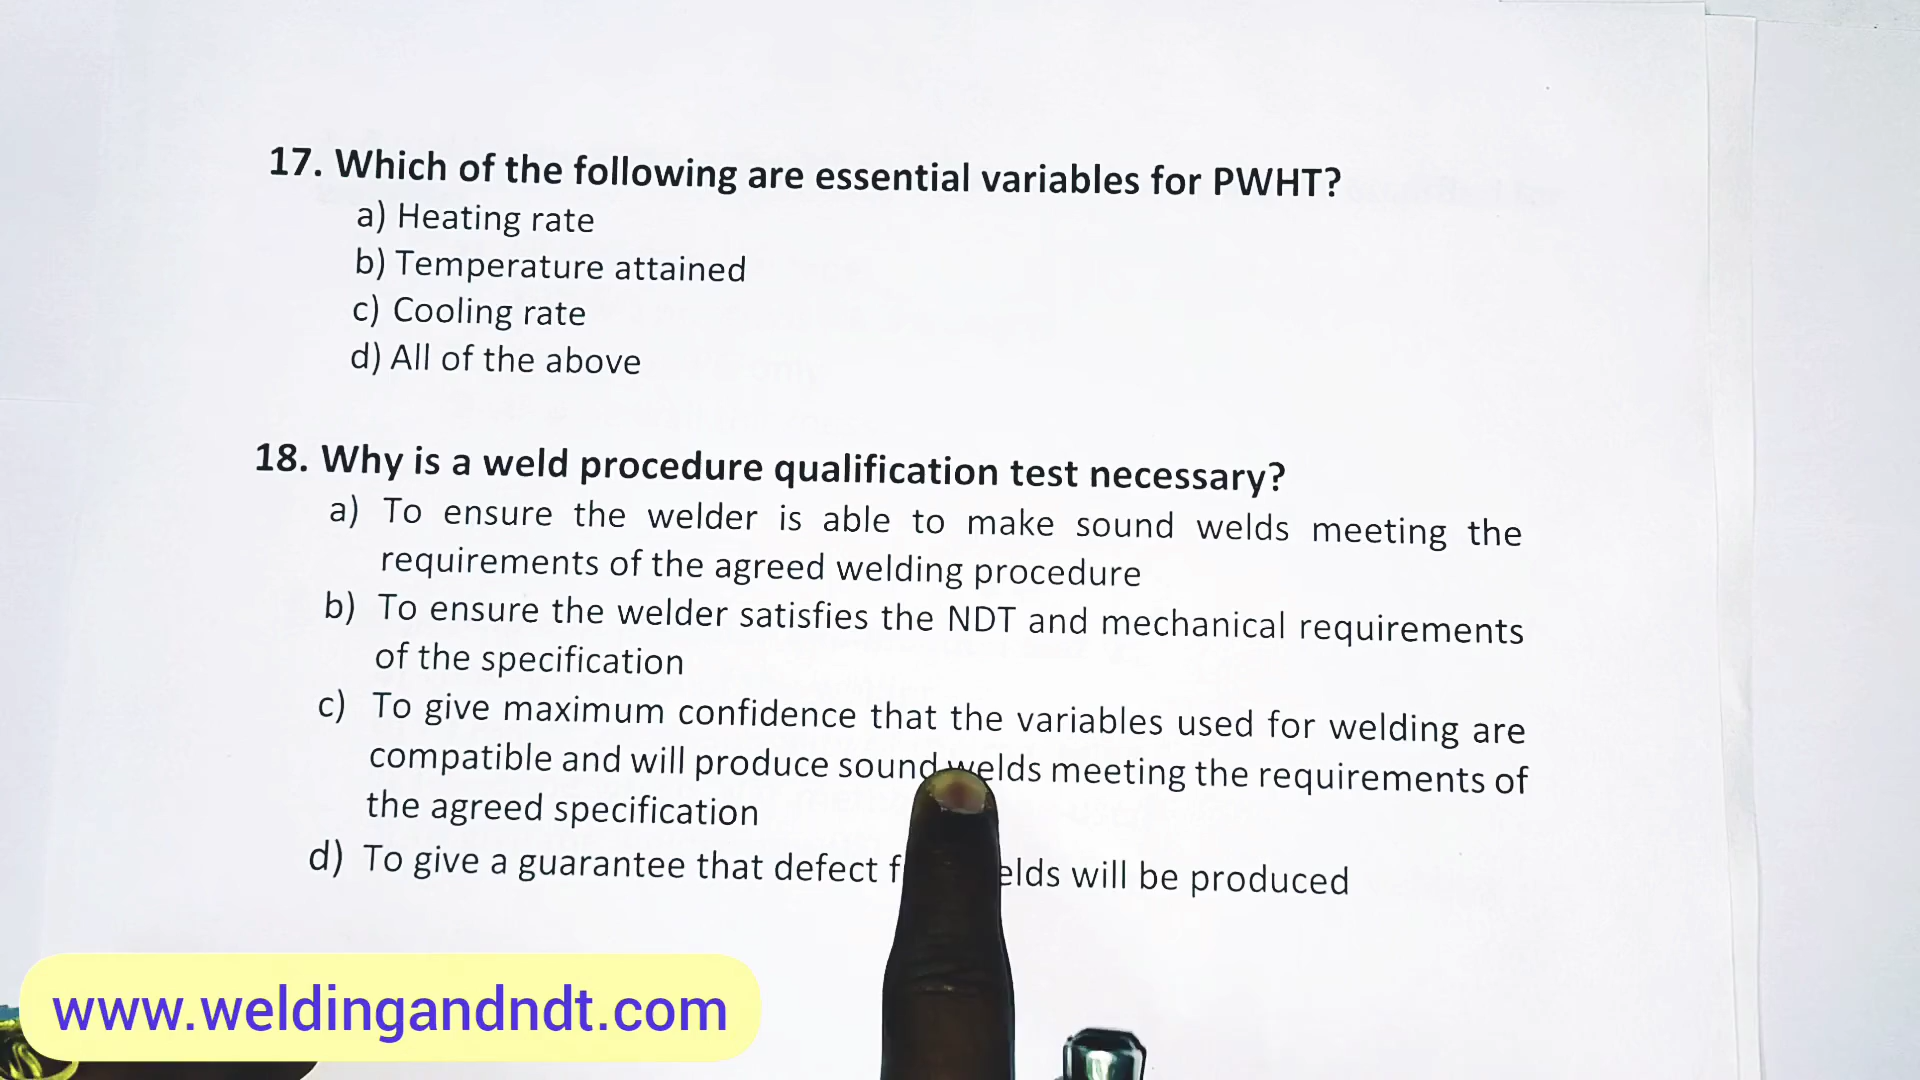 17. Which of the following are essential variables for PWHT?
a) Heating rate
b) Temperature attained
c) Cooling rate
d) All of the above
18. Why is a weld procedure qualification test necessary?
a) To ensure the welder is able to make sound welds meeting the
requirements of the agreed welding procedure
b) To ensure the welder satisfies the NDT and mechanical requirements
of the specification
c) To give maximum confidence that the variables used for welding are
compatible and will produce sound welds meeting the requirements of
the agreed specification
d) To give a guarantee that defect will be produced
www.weldingandndt.com